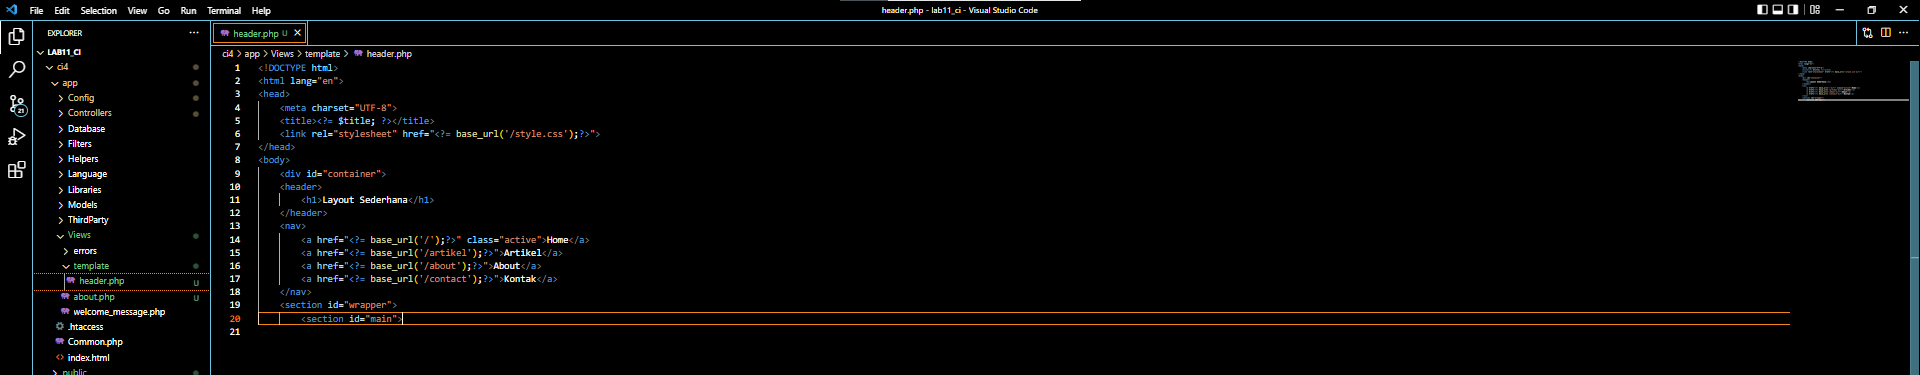 File Edit Selection View Go Run Terminal Help
header.php - lab11_ci - Visual Studio Code
EXPLORER
LAB11_CI
ci4
app
Config
Controllers
Database
Filters
Helpers
Language
Libraries
Models
ThirdParty
Views
errors
template
header.php U
about.php U
welcome_message.php
.htaccess
Common.php
index.html
public
21
header.php U
ci4 > app > Views > template > header.php
1 <!DOCTYPE html>
2 <html lang="en">
3 <head>
4 <meta charset="UTF-8">
5 <title><?= $title; ?></title>
6 <link rel="stylesheet" href="<?= base_url('/style.css');?>">
7 </head>
8 <body>
9 <div id="container">
10 <header>
11 <h1>Layout Sederhana</h1>
12 </header>
13 <nav>
14 <a href="<?= base_url('/');?>" class="active">Home</a>
15 <a href="<?= base_url('/artikel');?>">Artikel</a>
16 <a href="<?= base_url('/about');?>">About</a>
17 <a href="<?= base_url('/contact');?>">Kontak</a>
18 </nav>
19 <section id="wrapper">
20 <section id="main">
21